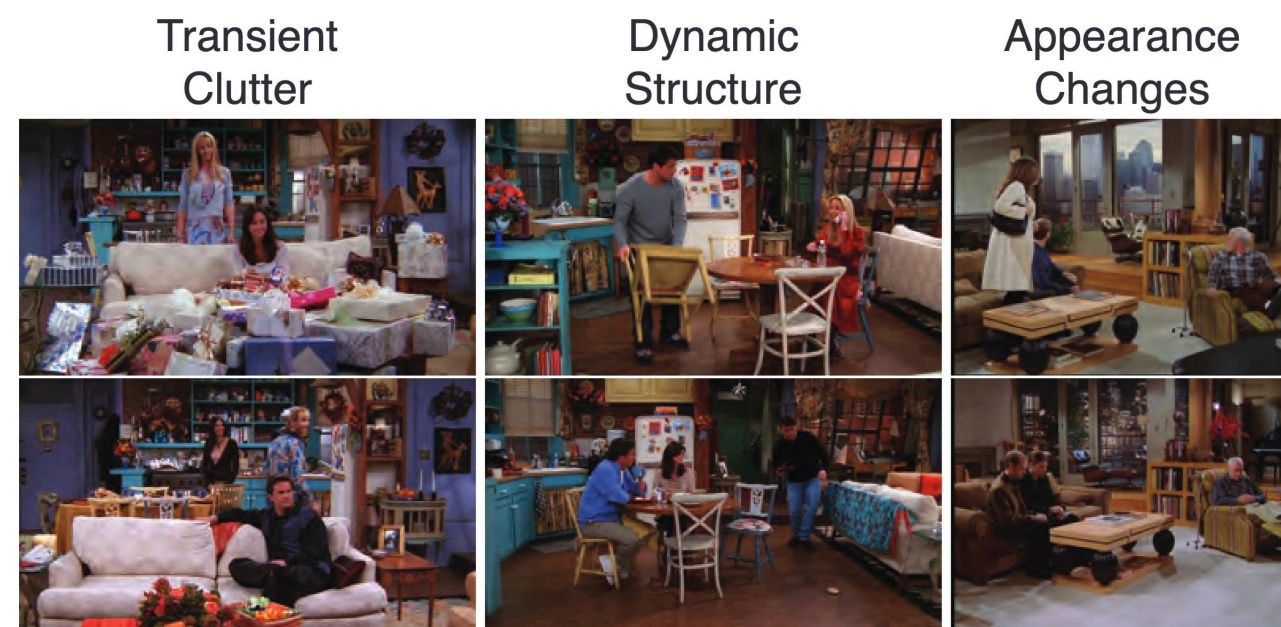 Transient
Clutter
Dynamic
Structure
Appearance
Changes